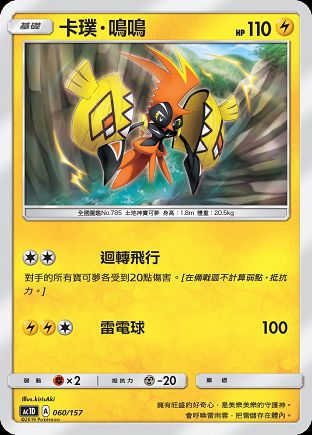 基礎 卡璞・鳴鳴 HP 110
全國圖鑑No.785 土地神寶可夢 身高：1.8m 體重：20.5kg
迴轉飛行
對手的所有寶可夢各受到20點傷害。[在備戰區不計算弱點・抵抗
力。]
雷電球 100
弱點 ×2 抵抗力 -20 撤退
Illus.kirisAki
AC1D A 060/157 擁有旺盛的好奇心，是美樂美樂的守護神。
©2019 Pokémon 會呼喚雷雨雲，把雷儲存在體內。